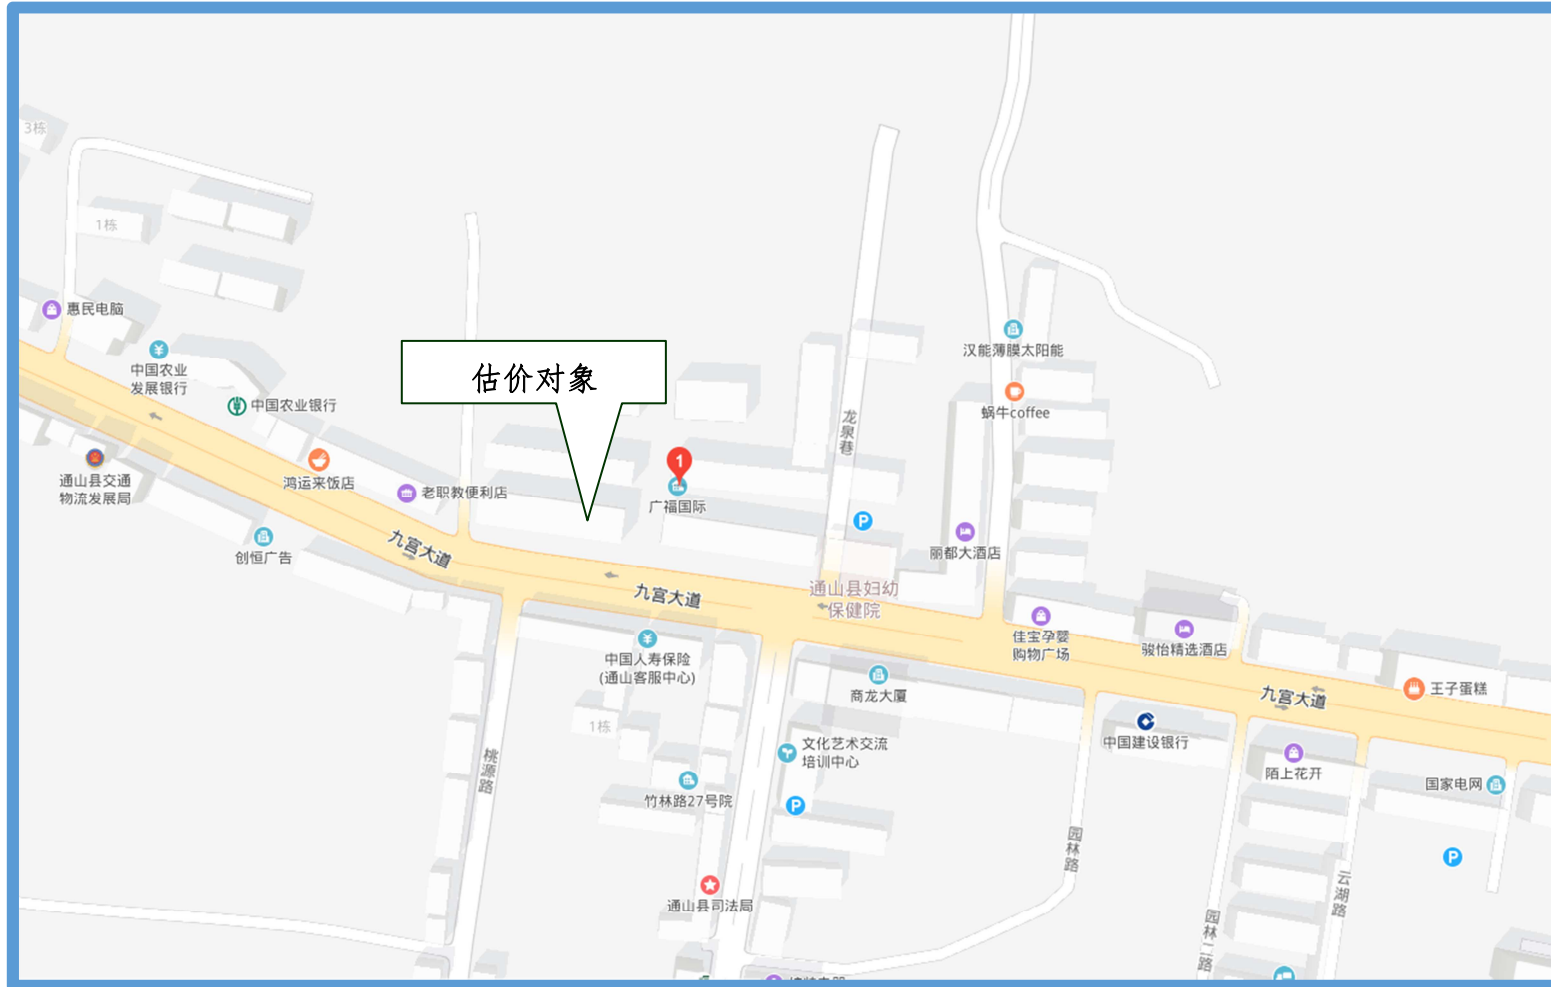 3栋
1栋
惠民电脑
中国农业
发展银行
中国农业银行
估价对象
汉能薄膜太阳能
蜗牛coffee
龙泉巷
通山县交通
物流发展局
鸿运来饭店
老职教便利店
1
广福国际
P
丽都大酒店
创恒广告
九宫大道
九宫大道
通山县妇幼
保健院
佳宝孕婴
购物广场
骏怡精选酒店
中国人寿保险
(通山客服中心)
商龙大厦
九宫大道
王子蛋糕
1栋
桃源路
文化艺术交流
培训中心
中国建设银行
陌上花开
国家电网
竹林路27号院
P
园林路
P
通山县司法局
云湖路
园林二路